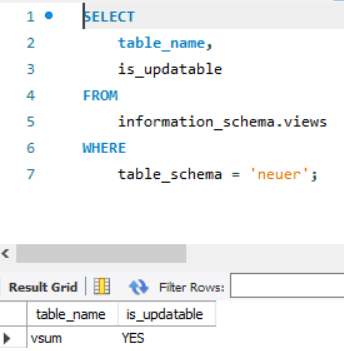 1 SELECT
2 table_name,
3 is_updatable
4 FROM
5 information_schema.views
6 WHERE
7 table_schema = 'neuer';
Result Grid Filter Rows:
table_name is_updatable
vsum YES